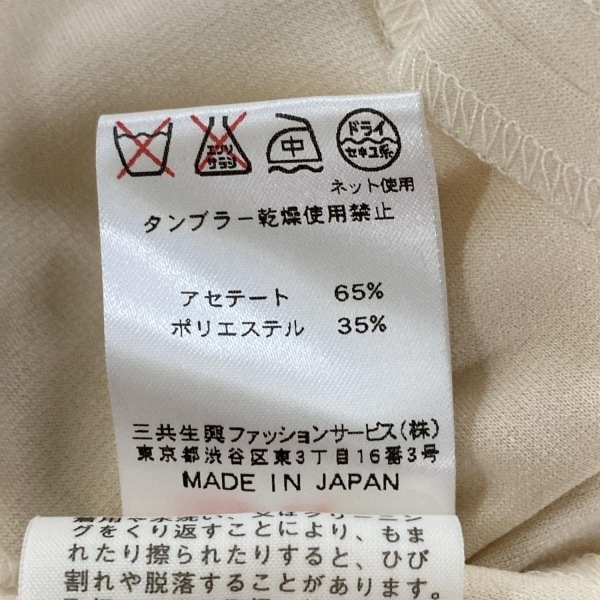 エンソ
サラシ
中
ドライ
セキユ系
ネット使用
タンブラー乾燥使用禁止
アセテート 65%
ポリエステル 35%
三共生興ファッションサービス(株)
東京都渋谷区東3丁目16番3号
MADE IN JAPAN
グをくり返すことにより、もま
れたり擦られたりすると、ひび
割れや脱落することがあります。